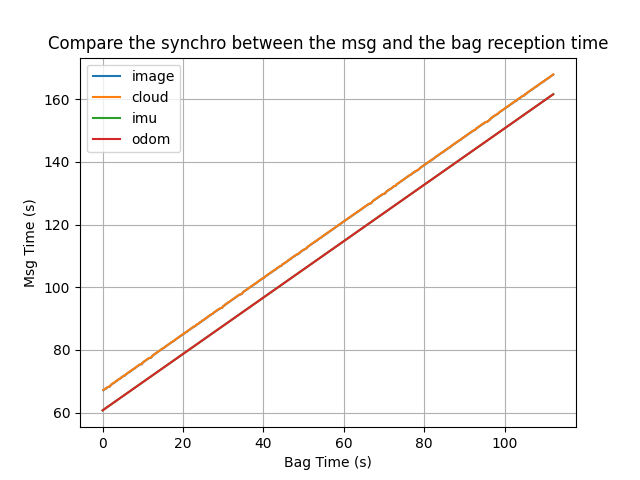 Compare the synchro between the msg and the bag reception time
image
cloud
imu
odom
160
140
120
100
80
60
Msg Time (s)
0 20 40 60 80 100
Bag Time (s)